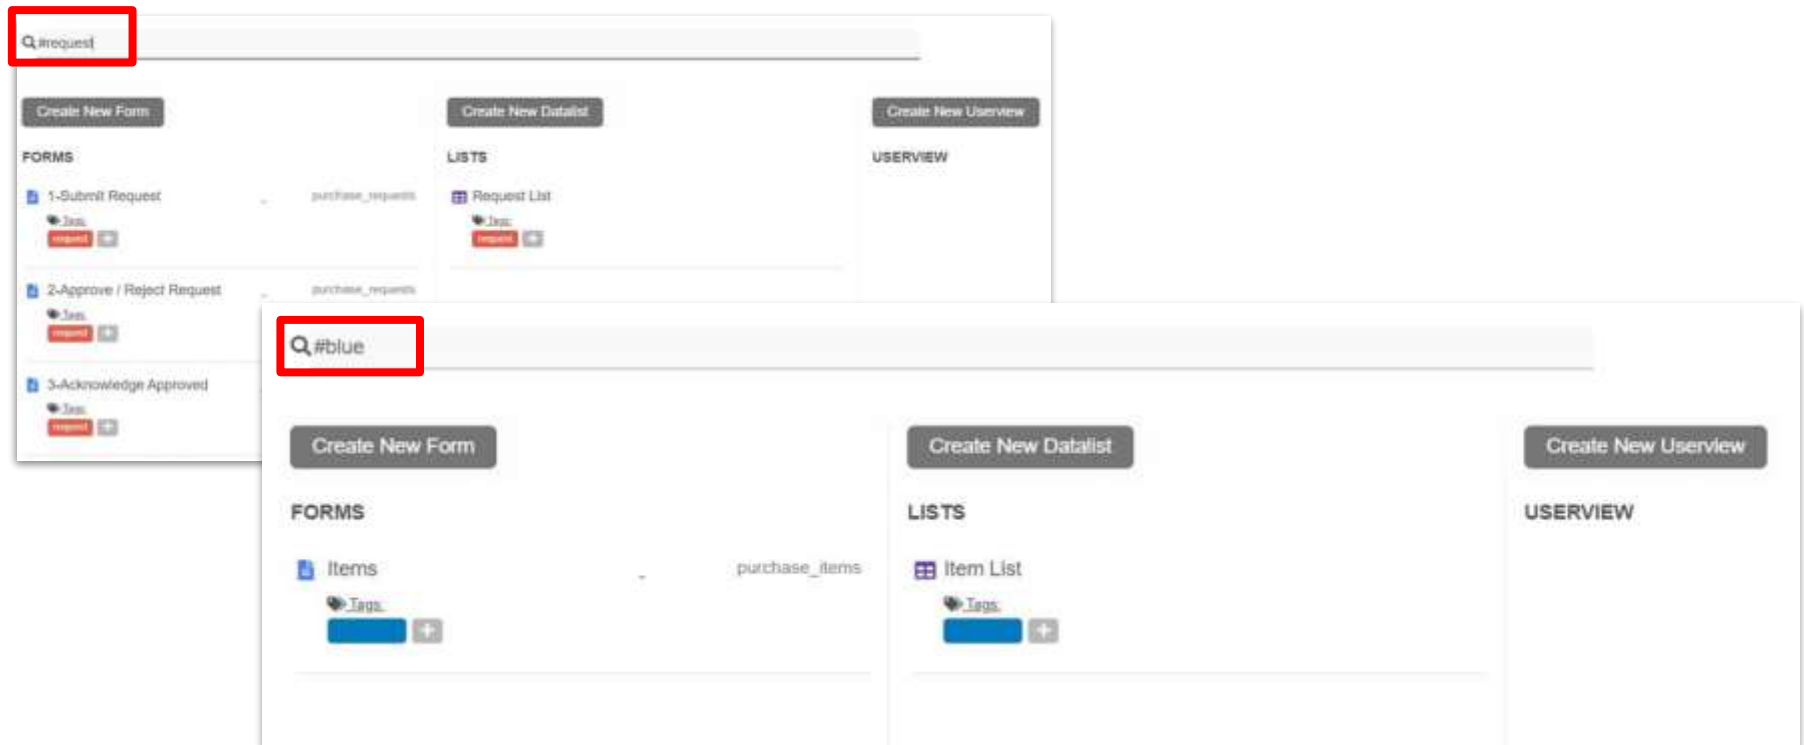 #request
Create New Form
Create New Datalist
Create New Userview
FORMS
LISTS
USERVIEW
1-Submit Request
purchase_requests
Request List
Tags:
Tags:
request
request
2-Approve / Reject Request
purchase_requests
Tags:
request
3-Acknowledge Approved
Tags:
request
#blue
Create New Form
Create New Datalist
Create New Userview
FORMS
LISTS
USERVIEW
Items
purchase_items
Item List
Tags:
Tags: